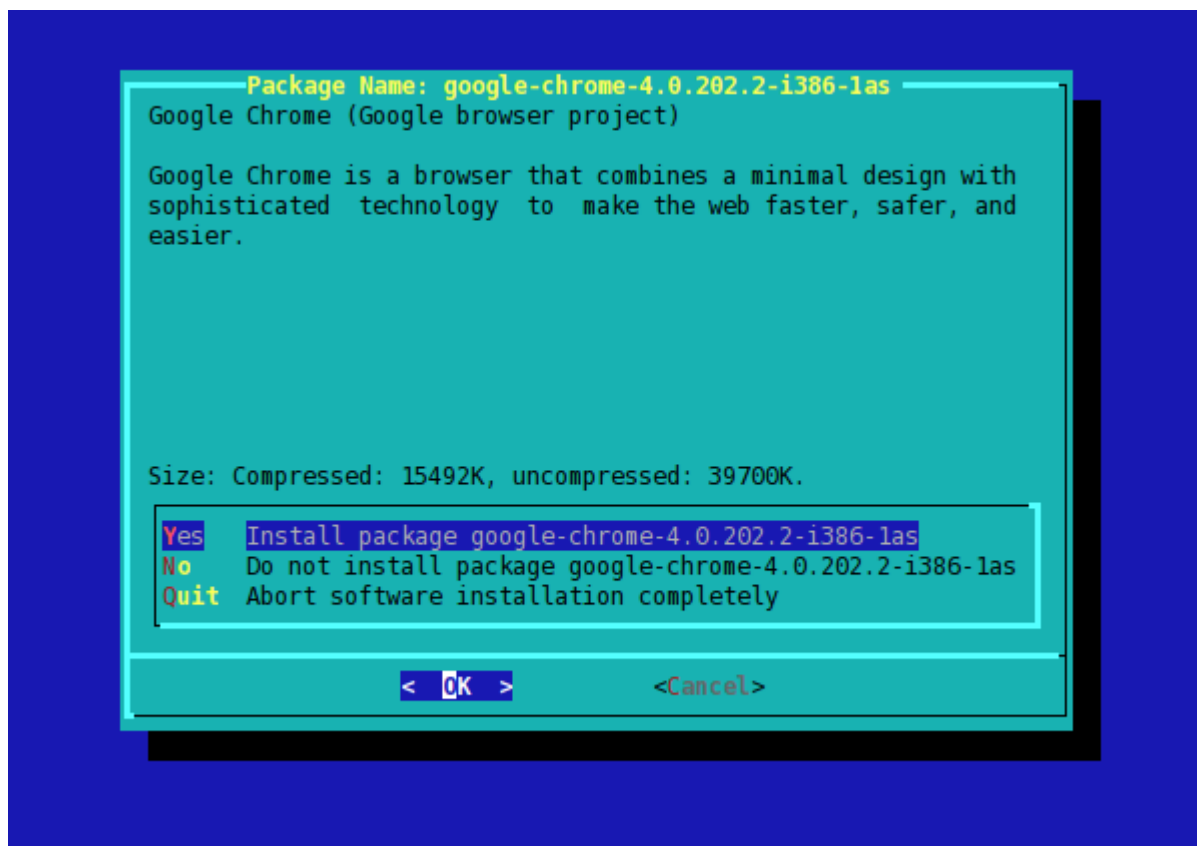 Package Name: google-chrome-4.0.202.2-i386-1as
Google Chrome (Google browser project)
Google Chrome is a browser that combines a minimal design with
sophisticated technology to make the web faster, safer, and
easier.
Size: Compressed: 15492K, uncompressed: 39700K.
Yes Install package google-chrome-4.0.202.2-i386-1as
No Do not install package google-chrome-4.0.202.2-i386-1as
Quit Abort software installation completely
< OK > <Cancel>